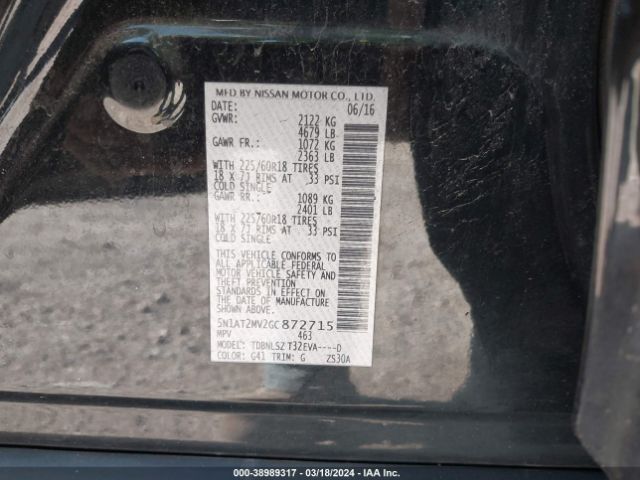 MFD BY NISSAN MOTOR CO., LTD.
DATE: 06/16
GVWR: 2122 KG
4679 LB
GAWR FR.: 1072 KG
2363 LB
WITH 225/60R18 TIRES
18 X 7J RIMS AT 33 PSI
COLD SINGLE
GAWR RR.: 1089 KG
2401 LB
WITH 225/60R18 TIRES
18 X 7J RIMS AT 33 PSI
COLD SINGLE
THIS VEHICLE CONFORMS TO
ALL APPLICABLE FEDERAL
MOTOR VEHICLE SAFETY AND
THEFT PREVENTION
STANDARDS IN EFFECT ON
THE DATE OF MANUFACTURE
SHOWN ABOVE.
5N1AT2MV2GC872715
MPV 463
MODEL: TDBNLSZ T32EVA----D
COLOR: G41 TRIM: G ZS30A
000-38989317 - 03/18/2024 - IAA Inc.